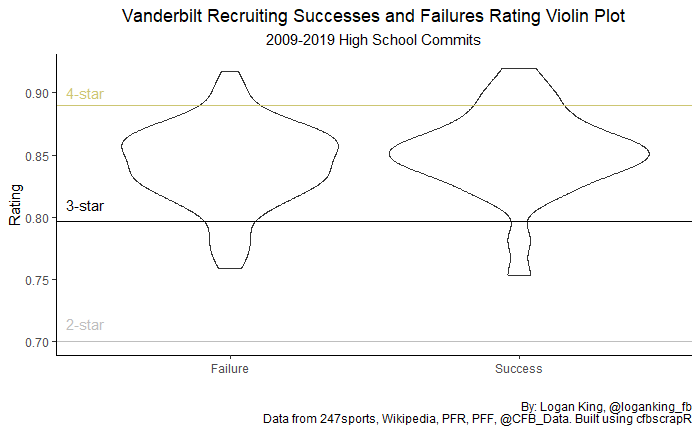 Vanderbilt Recruiting Successes and Failures Rating Violin Plot
2009-2019 High School Commits
Rating
0.90
0.85
0.80
0.75
0.70
4-star
3-star
2-star
Failure
Success
By: Logan King, @loganking_fb
Data from 247sports, Wikipedia, PFR, PFF, @CFB_Data. Built using cfbscrapR